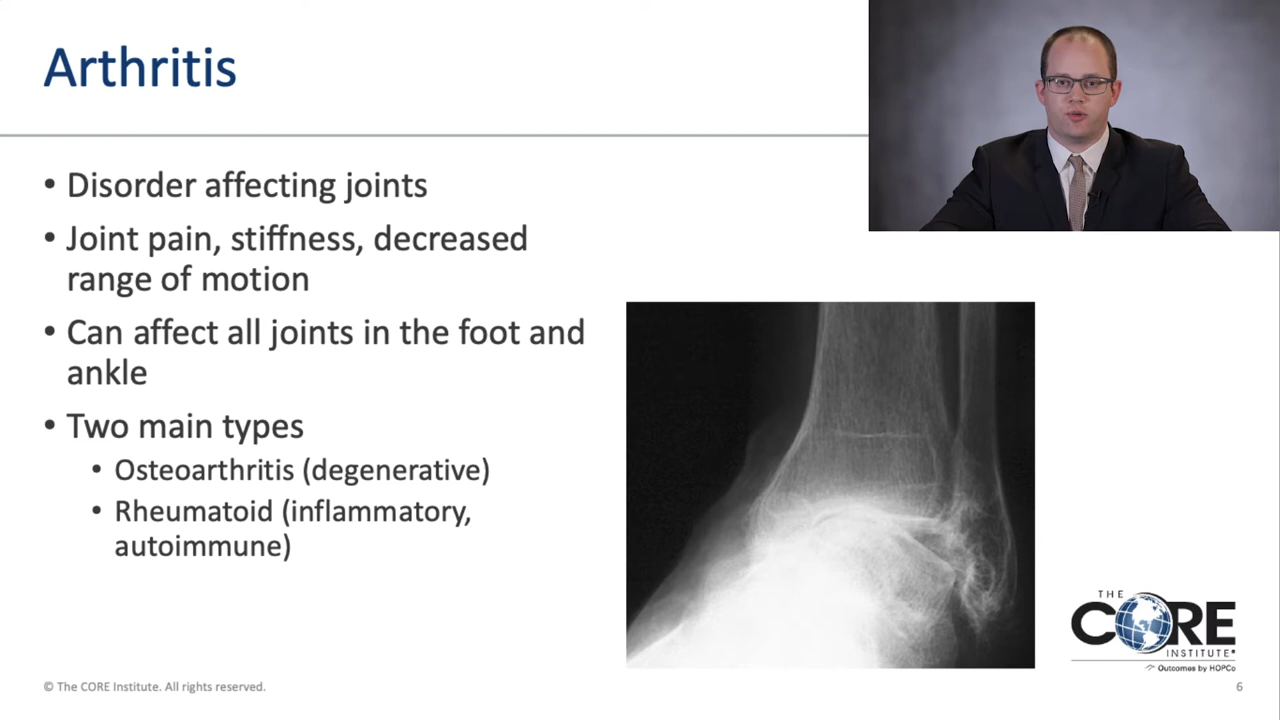 Arthritis
• Disorder affecting joints
• Joint pain, stiffness, decreased
range of motion
• Can affect all joints in the foot and
ankle
• Two main types
• Osteoarthritis (degenerative)
• Rheumatoid (inflammatory,
autoimmune)
THE
CORE
INSTITUTE®
Outcomes by HOPCo
© The CORE Institute. All rights reserved.
6